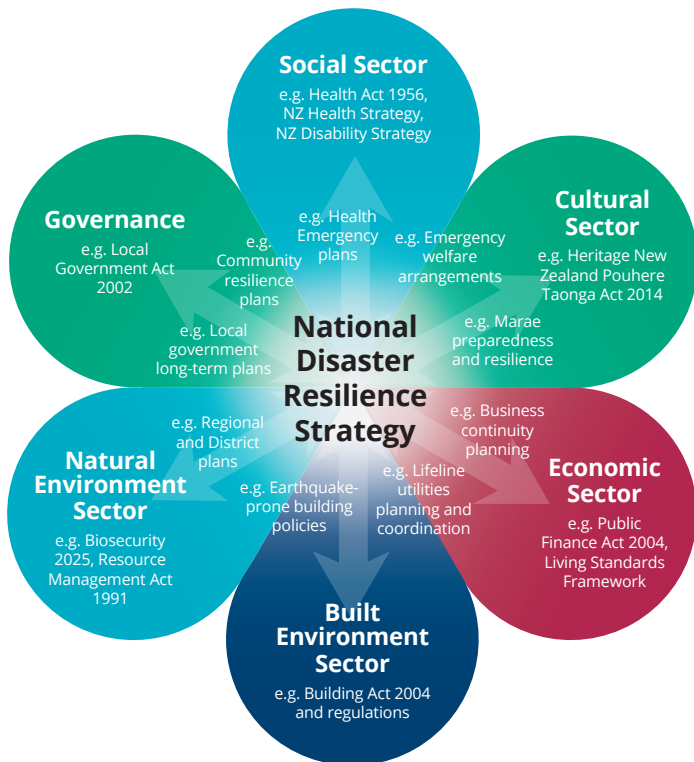 Social Sector
e.g. Health Act 1956,
NZ Health Strategy,
NZ Disability Strategy
Governance
e.g. Local
Government Act
2002
Cultural
Sector
e.g. Heritage New
Zealand Pouhere
Taonga Act 2014
e.g. Health
Emergency
plans
e.g.
Community
resilience
plans
e.g. Emergency
welfare
arrangements
e.g. Local
government
long-term plans
e.g. Marae
preparedness
and resilience
National
Disaster
Resilience
Strategy
e.g. Regional
and District
plans
e.g. Business
continuity
planning
e.g. Earthquake-
prone building
policies
e.g. Lifeline
utilities
planning and
coordination
Natural
Environment
Sector
e.g. Biosecurity
2025, Resource
Management Act
1991
Economic
Sector
e.g. Public
Finance Act 2004,
Living Standards
Framework
Built
Environment
Sector
e.g. Building Act 2004
and regulations